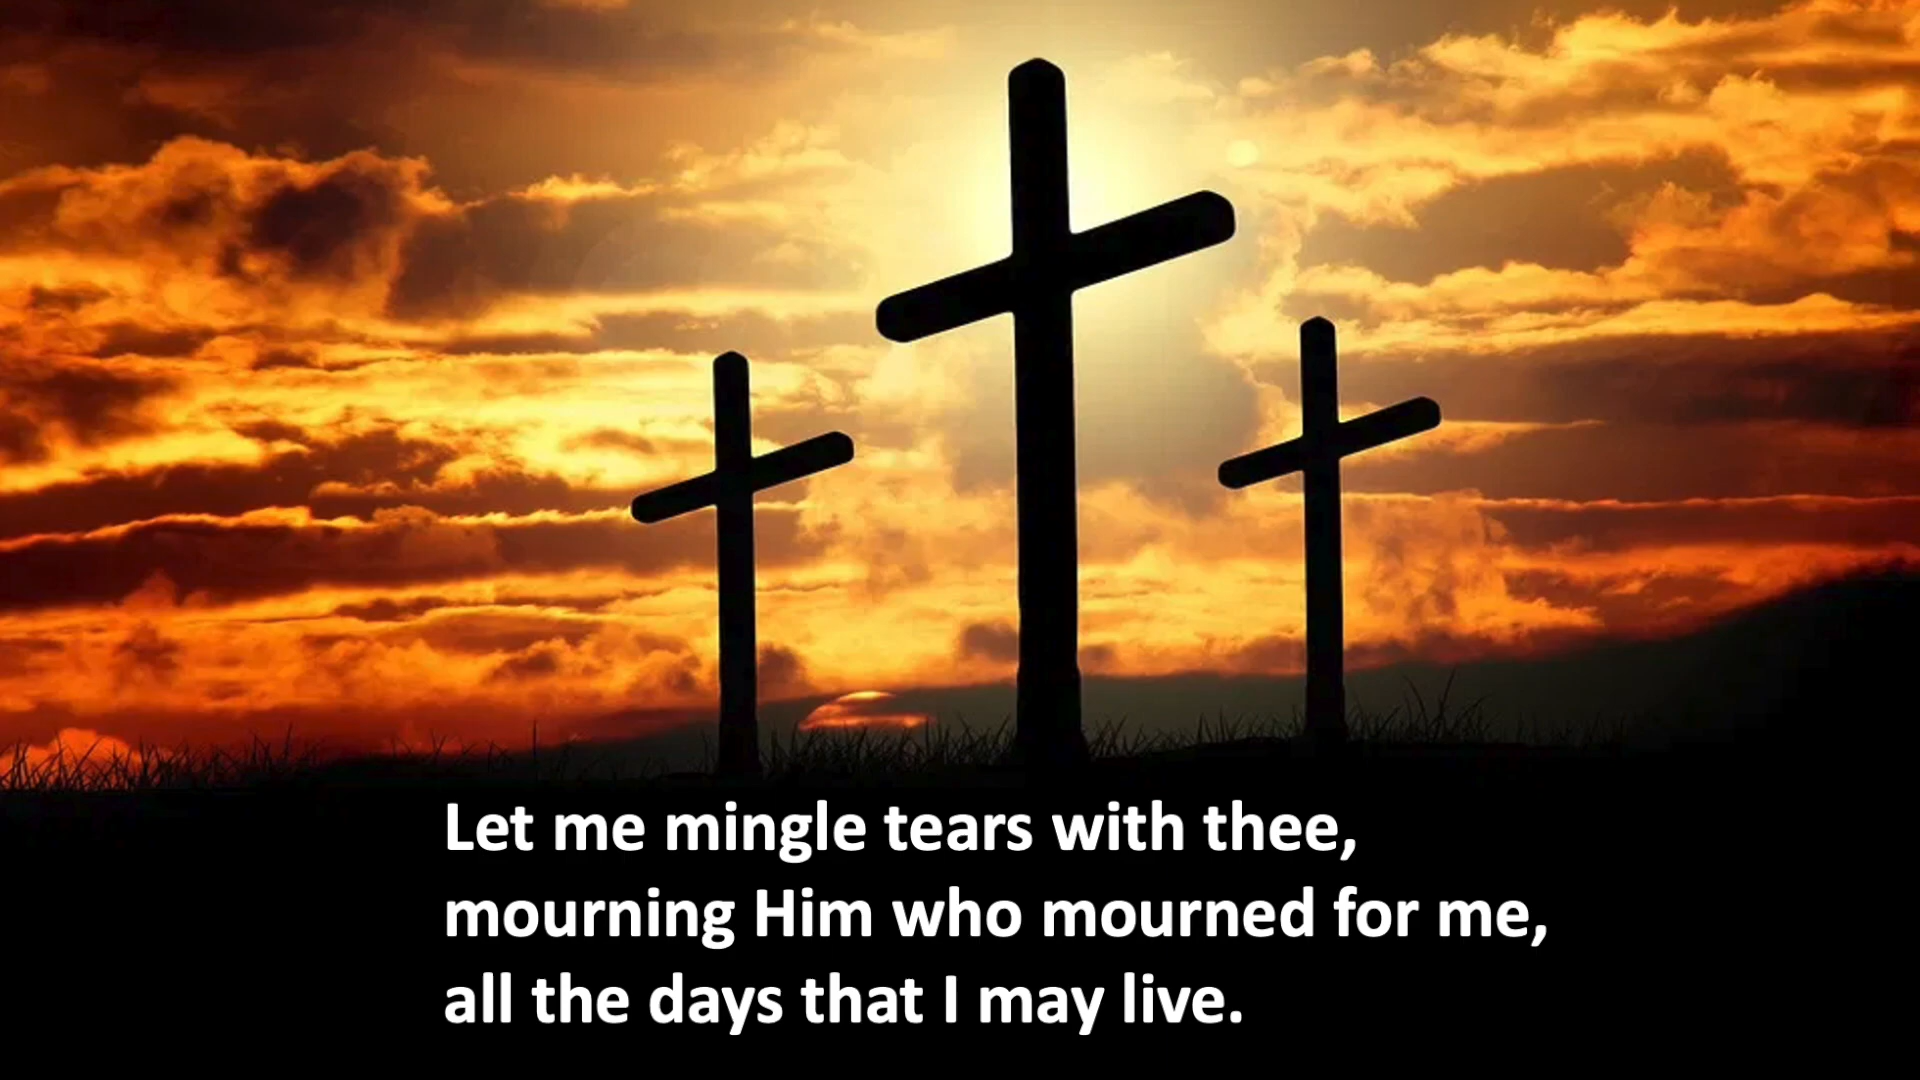 Let me mingle tears with thee,
mourning Him who mourned for me,
all the days that I may live.